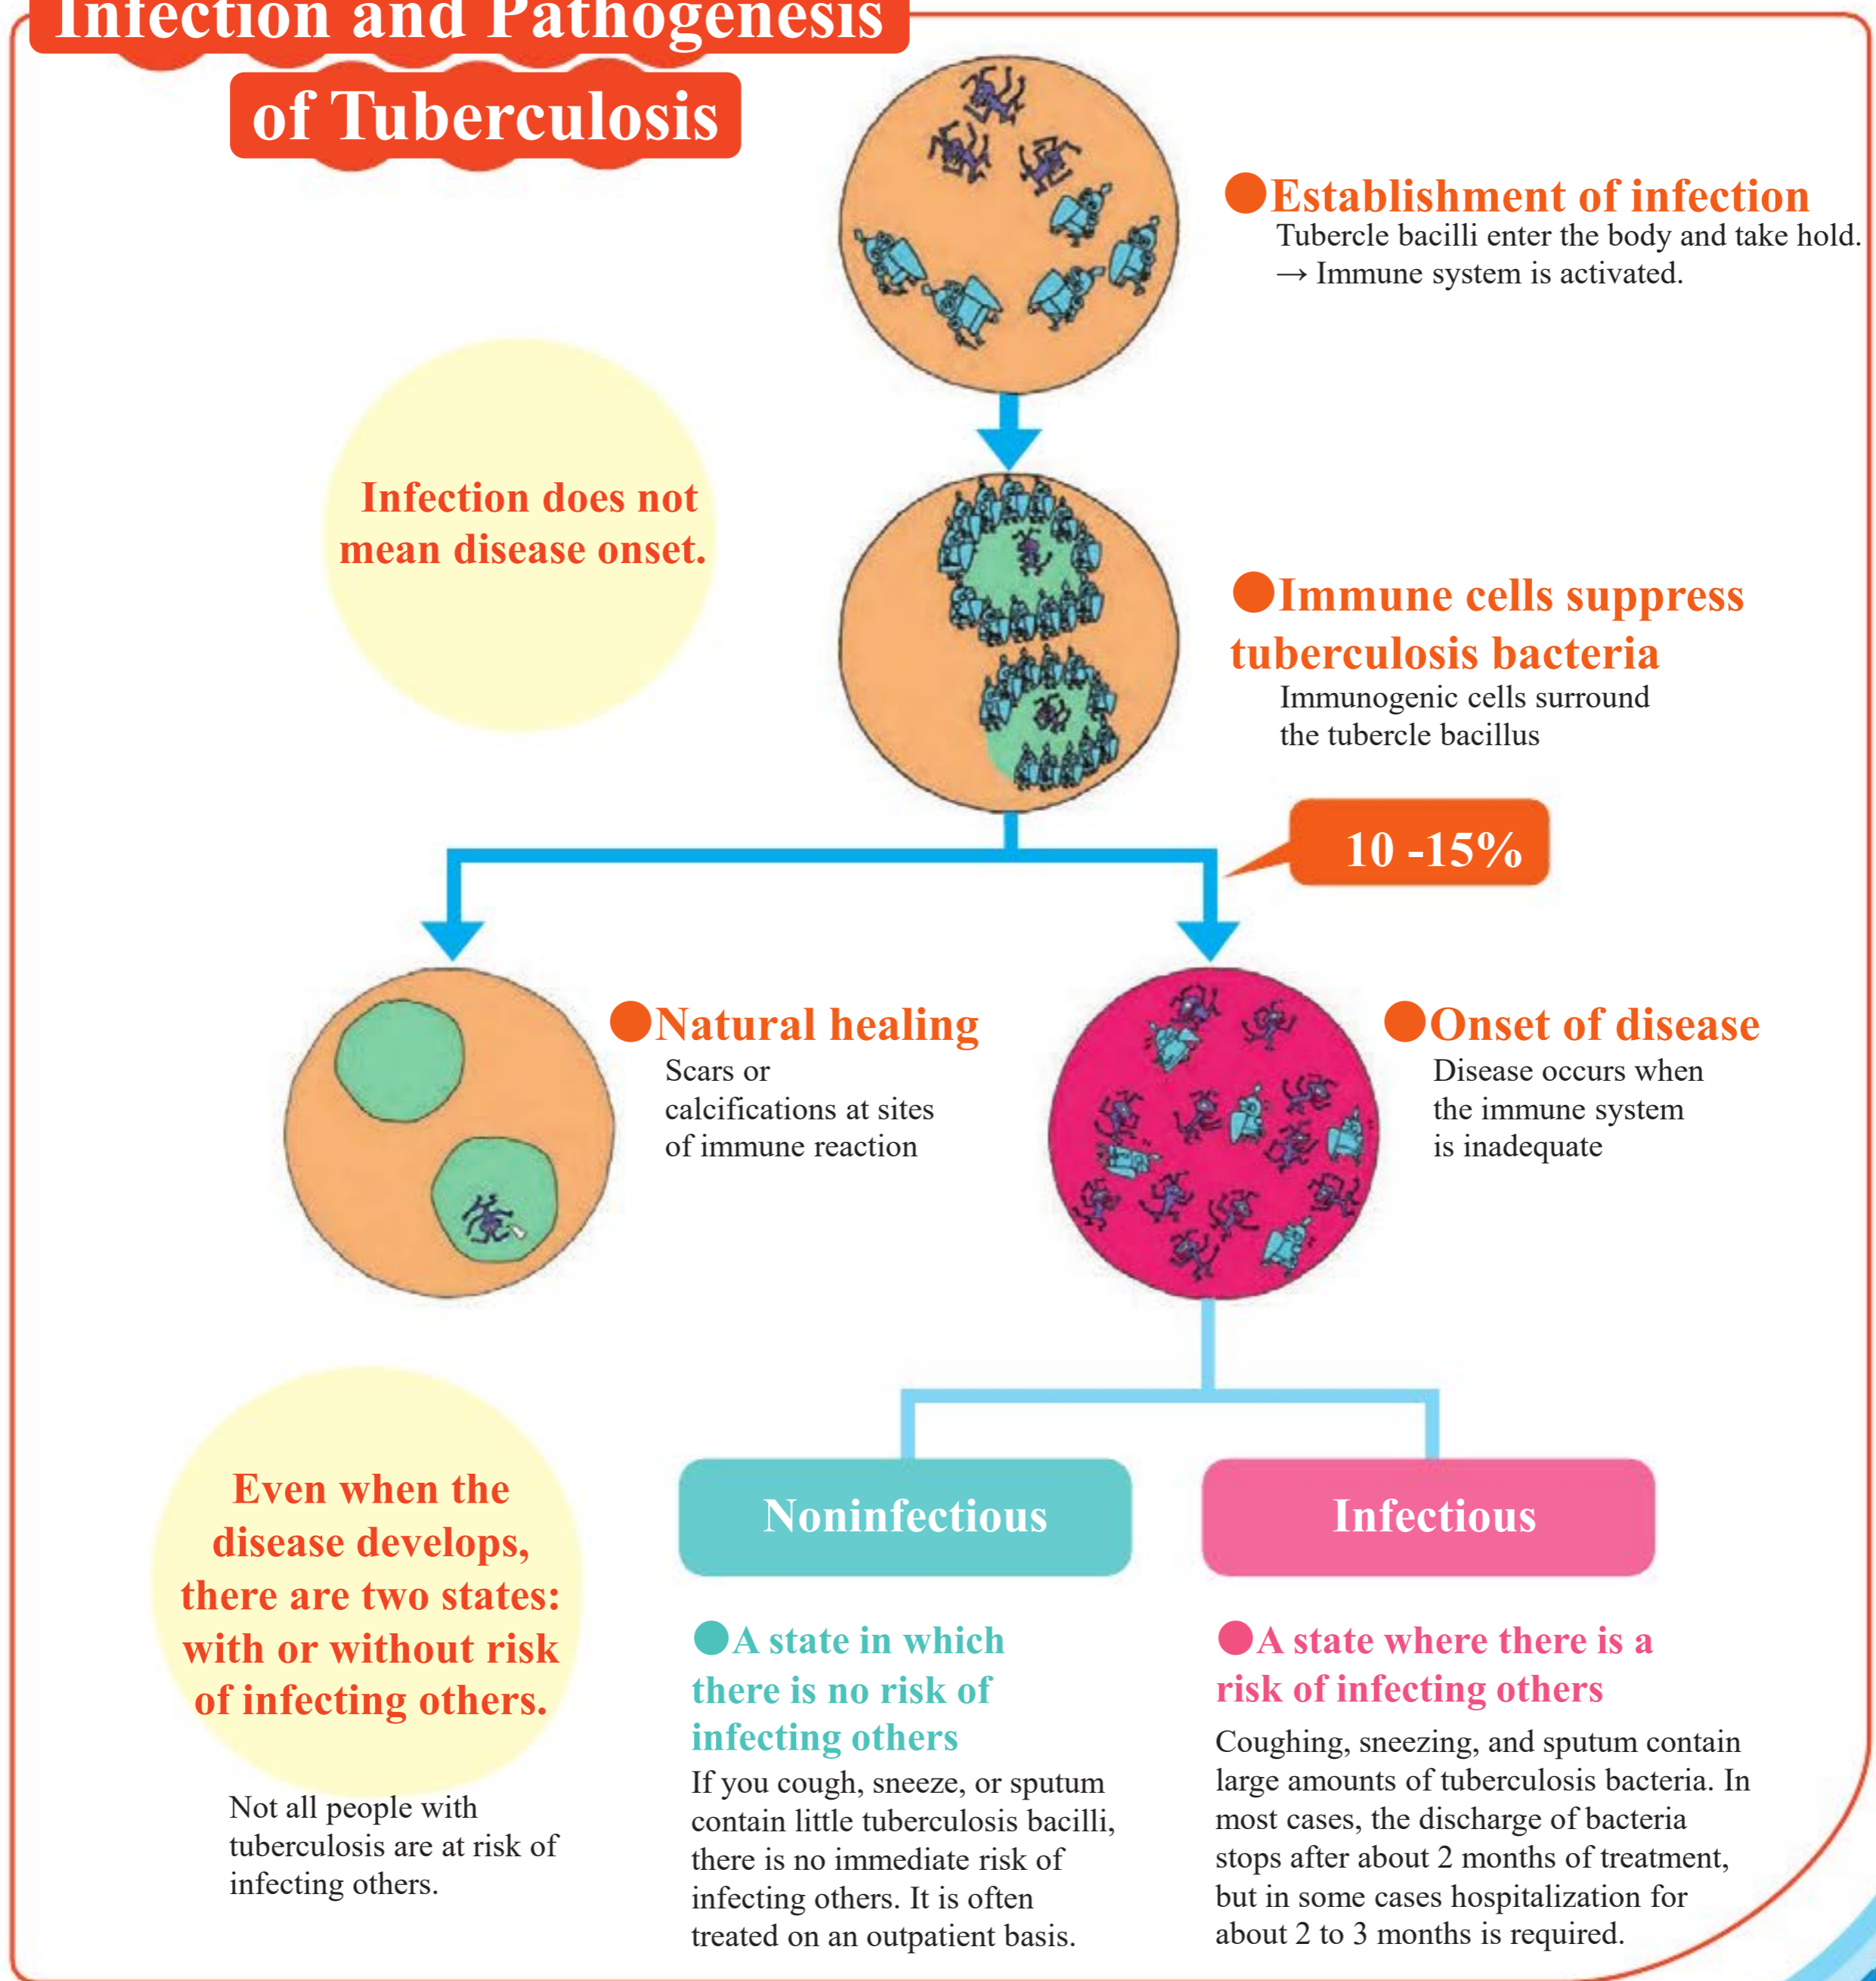 Infection and Pathogenesis
of Tuberculosis
●Establishment of infection
Tubercle bacilli enter the body and take hold.
→ Immune system is activated.
Infection does not
mean disease onset.
●Immune cells suppress
tuberculosis bacteria
Immunogenic cells surround
the tubercle bacillus
10 -15%
●Natural healing
Scars or
calcifications at sites
of immune reaction
●Onset of disease
Disease occurs when
the immune system
is inadequate
Even when the
disease develops,
there are two states:
with or without risk
of infecting others.
Not all people with
tuberculosis are at risk of
infecting others.
Noninfectious
●A state in which
there is no risk of
infecting others
If you cough, sneeze, or sputum
contain little tuberculosis bacilli,
there is no immediate risk of
infecting others. It is often
treated on an outpatient basis.
Infectious
●A state where there is a
risk of infecting others
Coughing, sneezing, and sputum contain
large amounts of tuberculosis bacteria. In
most cases, the discharge of bacteria
stops after about 2 months of treatment,
but in some cases hospitalization for
about 2 to 3 months is required.